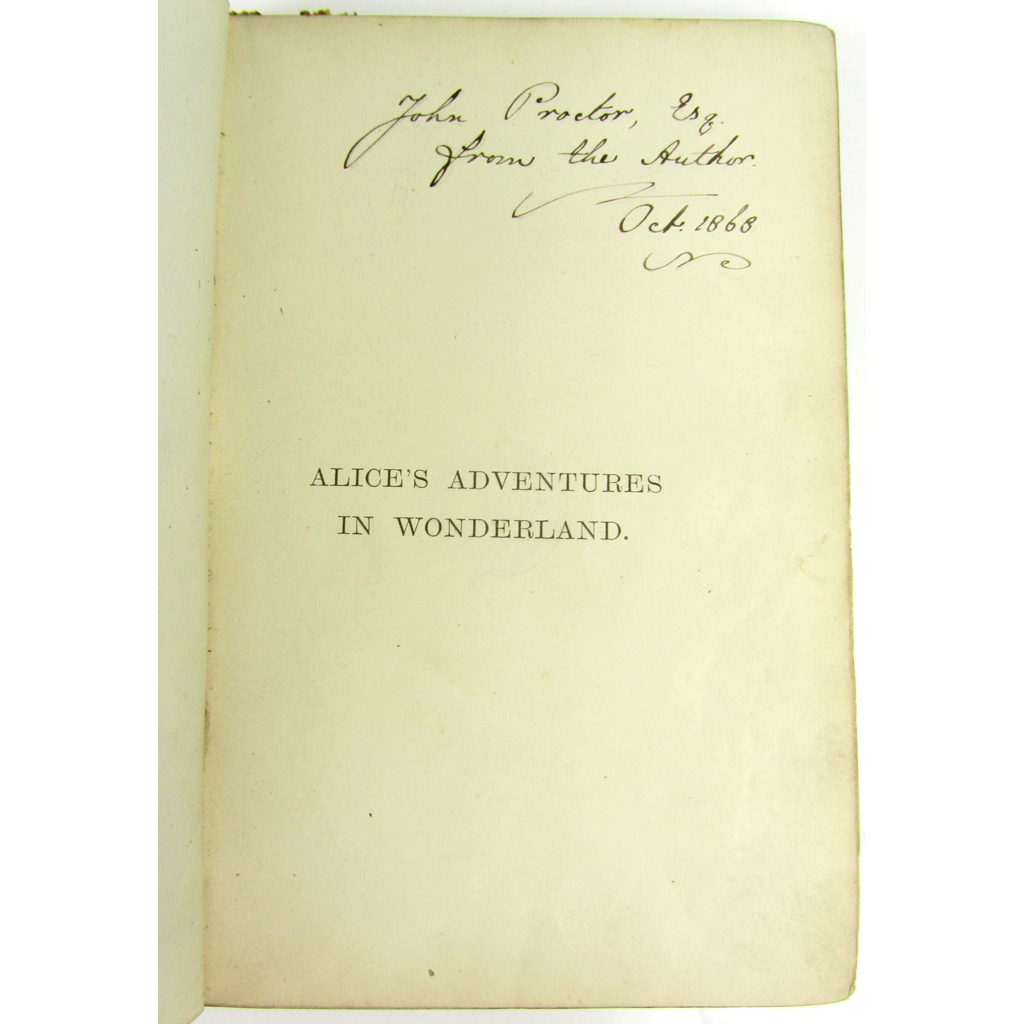 John Proctor, Esq.
from the Author.
Oct. 1868
ALICE'S ADVENTURES
IN WONDERLAND.